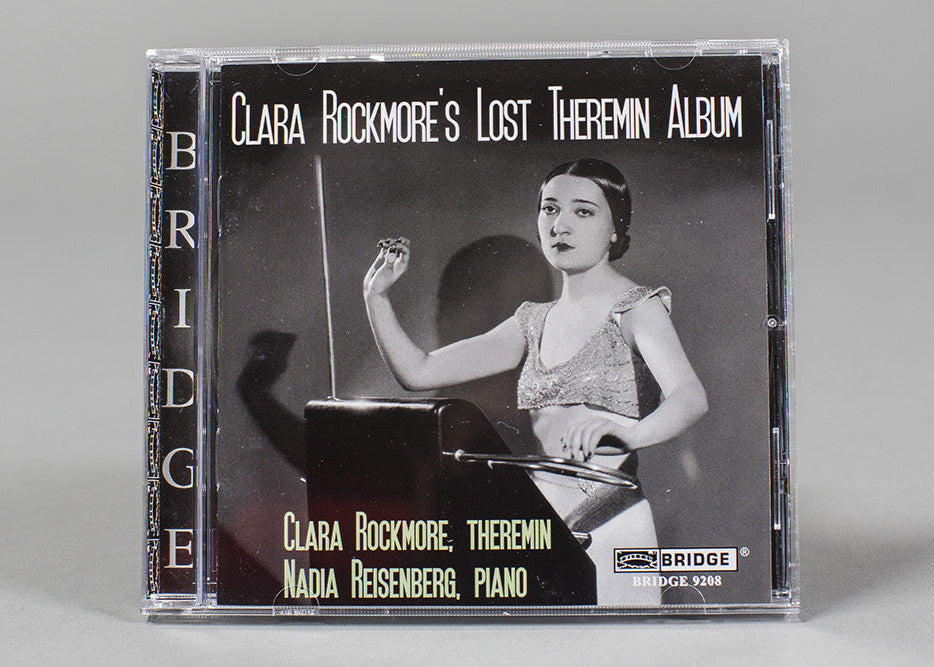 BRIDGE
CLARA ROCKMORE'S LOST THEREMIN ALBUM
CLARA ROCKMORE, THEREMIN
NADIA REISENBERG, PIANO
BRIDGE®
BRIDGE 9208